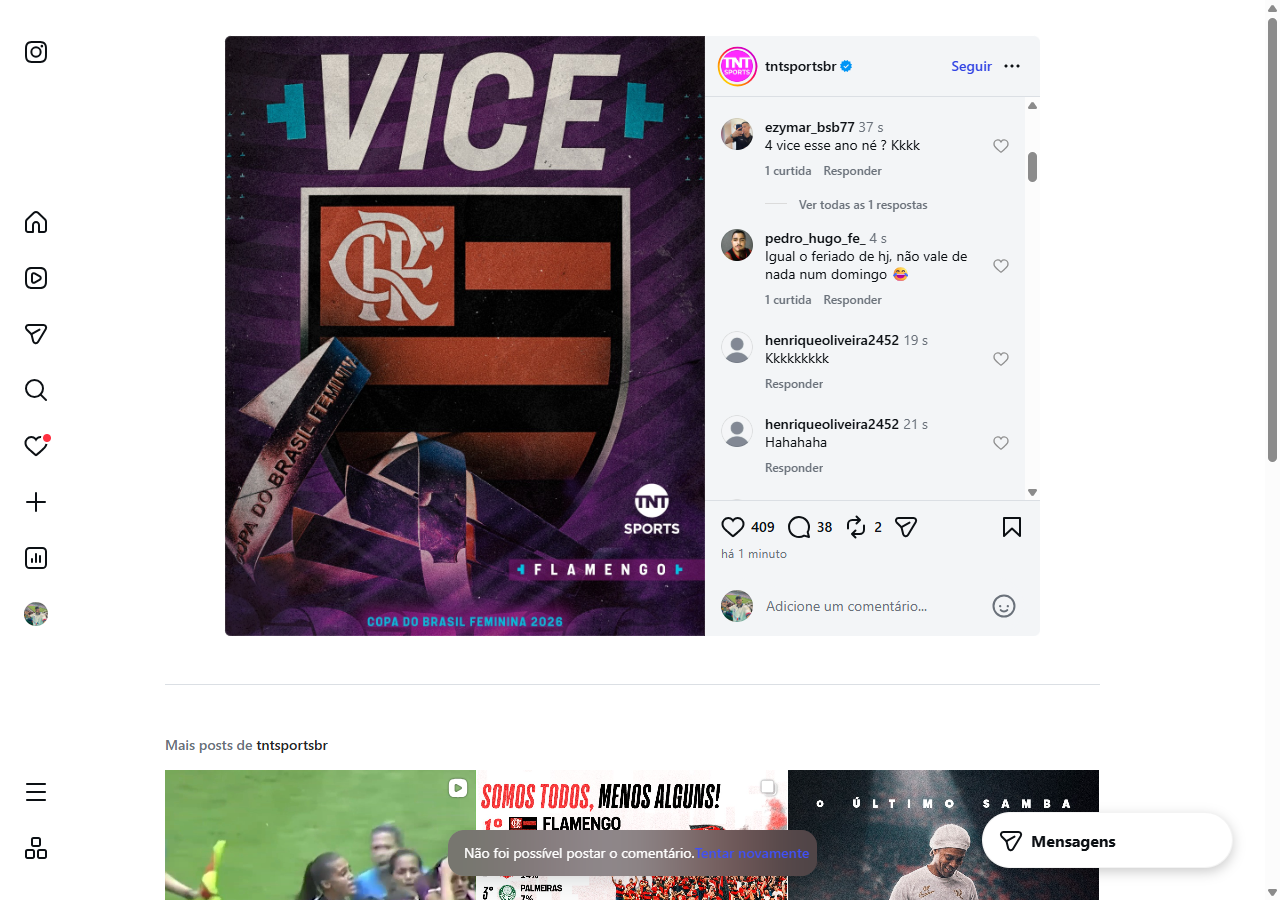 VICE
COPA DO BRASIL FEMININA
TNT
SPORTS
FLAMENGO
COPA DO BRASIL FEMININA 2026
TNT
SPORTS
tntsportsbr
Seguir
ezymar_bsb77 37 s
4 vice esse ano né ? Kkkk
1 curtida Responder
Ver todas as 1 respostas
pedro_hugo_fe_ 4 s
Igual o feriado de hj, não vale de
nada num domingo 😂
1 curtida Responder
henriqueoliveira2452 19 s
Kkkkkkkkk
Responder
henriqueoliveira2452 21 s
Hahahaha
Responder
409 38 2
há 1 minuto
Adicione um comentário...
Mais posts de tntsportsbr
SOMOS TODOS, MENOS ALGUNS!
1º FLAMENGO
3º PALMEIRAS
7%
O ÚLTIMO SAMBA
Não foi possível postar o comentário. Tentar novamente
Mensagens